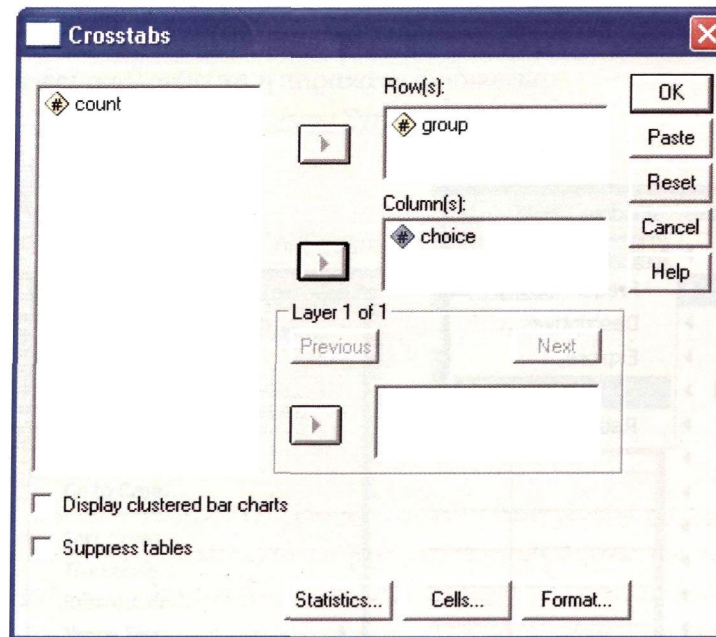 Crosstabs
count
Row(s):
group
Column(s):
choice
OK
Paste
Reset
Cancel
Help
Layer 1 of 1
Previous
Next
Display clustered bar charts
Suppress tables
Statistics...
Cells...
Format...